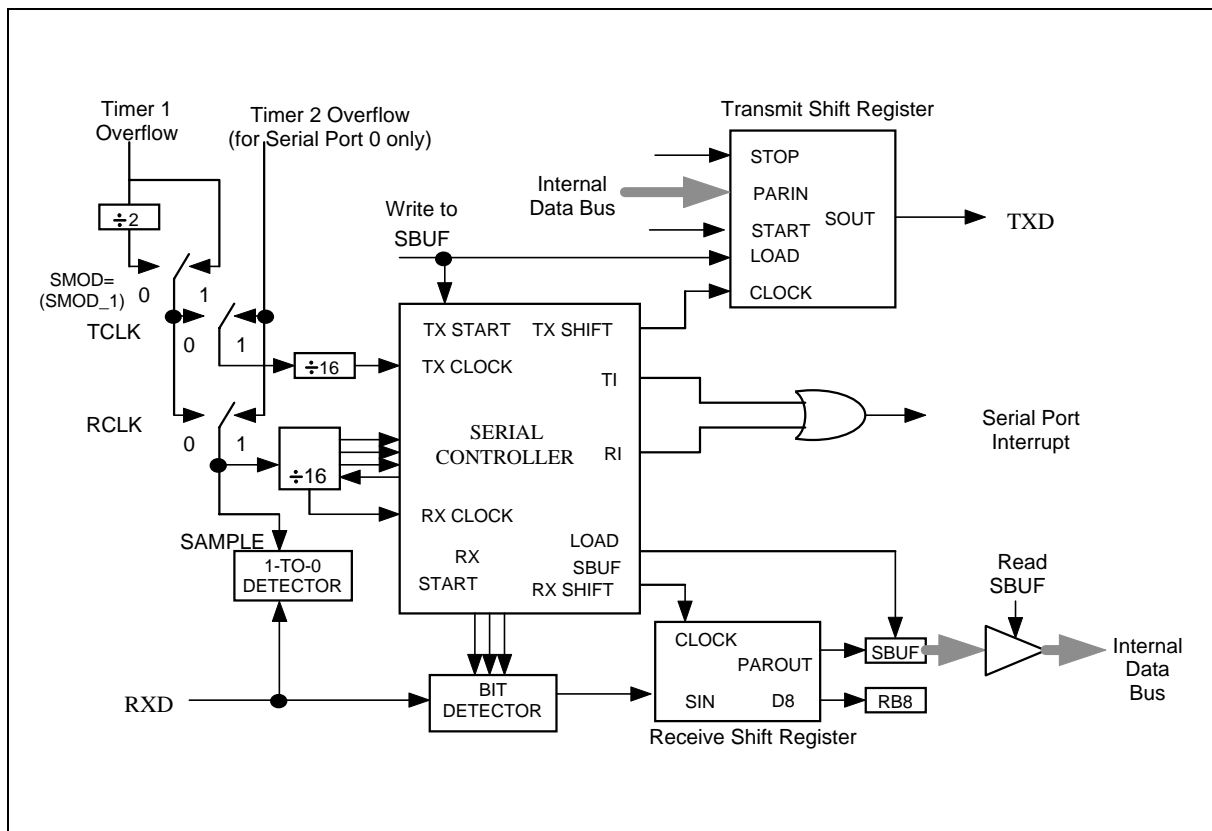 Timer 1
Overflow
Timer 2 Overflow
(for Serial Port 0 only)
Transmit Shift Register
STOP
Internal
Data Bus
PARIN
÷2
Write to
SBUF
SOUT
TXD
START
LOAD
SMOD=
(SMOD_1)
0
1
CLOCK
TCLK
0
1
TX START
TX SHIFT
÷16
TX CLOCK
TI
RCLK
0
1
SERIAL
CONTROLLER
RI
Serial Port
Interrupt
÷16
RX CLOCK
SAMPLE
LOAD
SBUF
RX
START
RX SHIFT
1-TO-0
DETECTOR
Read
SBUF
CLOCK
PAROUT
SBUF
Internal
Data
Bus
RXD
BIT
DETECTOR
SIN
D8
RB8
Receive Shift Register